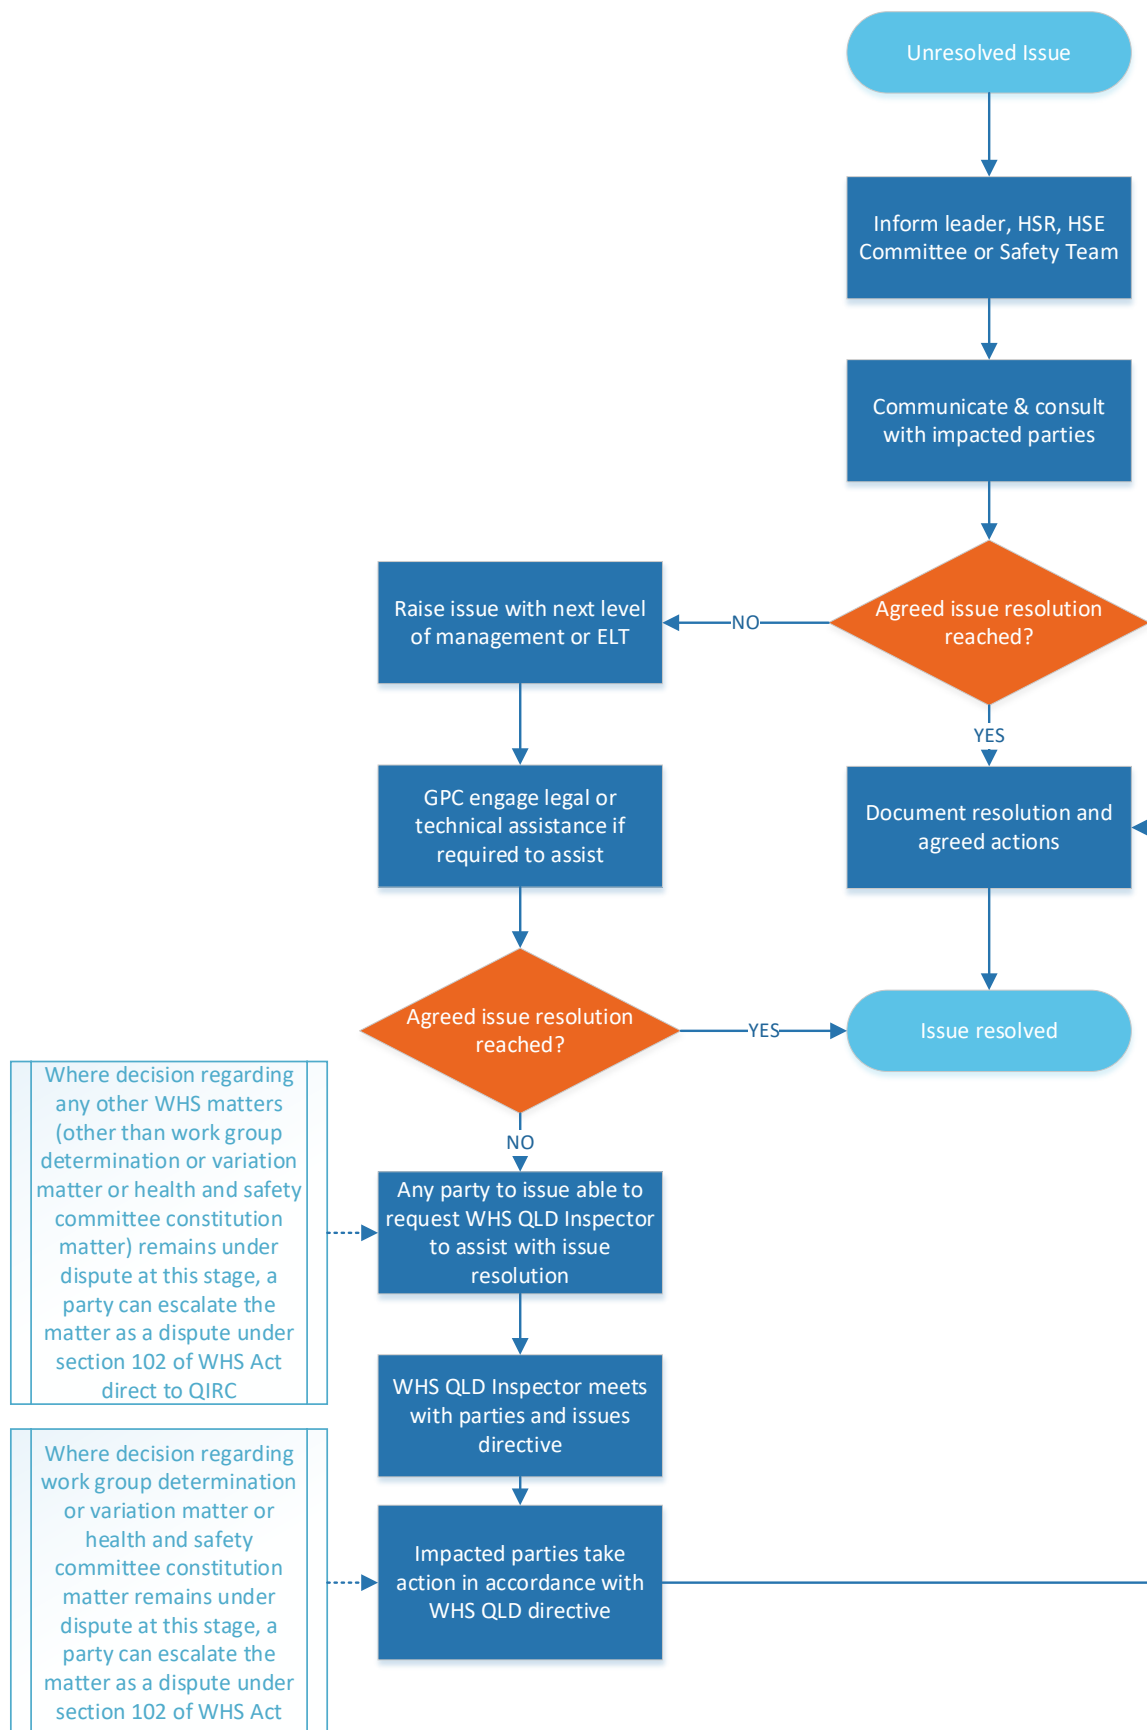 Unresolved Issue
Inform leader, HSR, HSE
Committee or Safety Team
Communicate & consult
with impacted parties
Agreed issue resolution
reached?
NO
YES
Raise issue with next level
of management or ELT
GPC engage legal or
technical assistance if
required to assist
Document resolution and
agreed actions
Agreed issue resolution
reached?
YES
NO
Issue resolved
Where decision regarding
any other WHS matters
(other than work group
determination or variation
matter or health and safety
committee constitution
matter) remains under
dispute at this stage, a
party can escalate the
matter as a dispute under
section 102 of WHS Act
direct to QIRC
Any party to issue able to
request WHS QLD Inspector
to assist with issue
resolution
WHS QLD Inspector meets
with parties and issues
directive
Where decision regarding
work group determination
or variation matter or
health and safety
committee constitution
matter remains under
dispute at this stage, a
party can escalate the
matter as a dispute under
section 102 of WHS Act
Impacted parties take
action in accordance with
WHS QLD directive